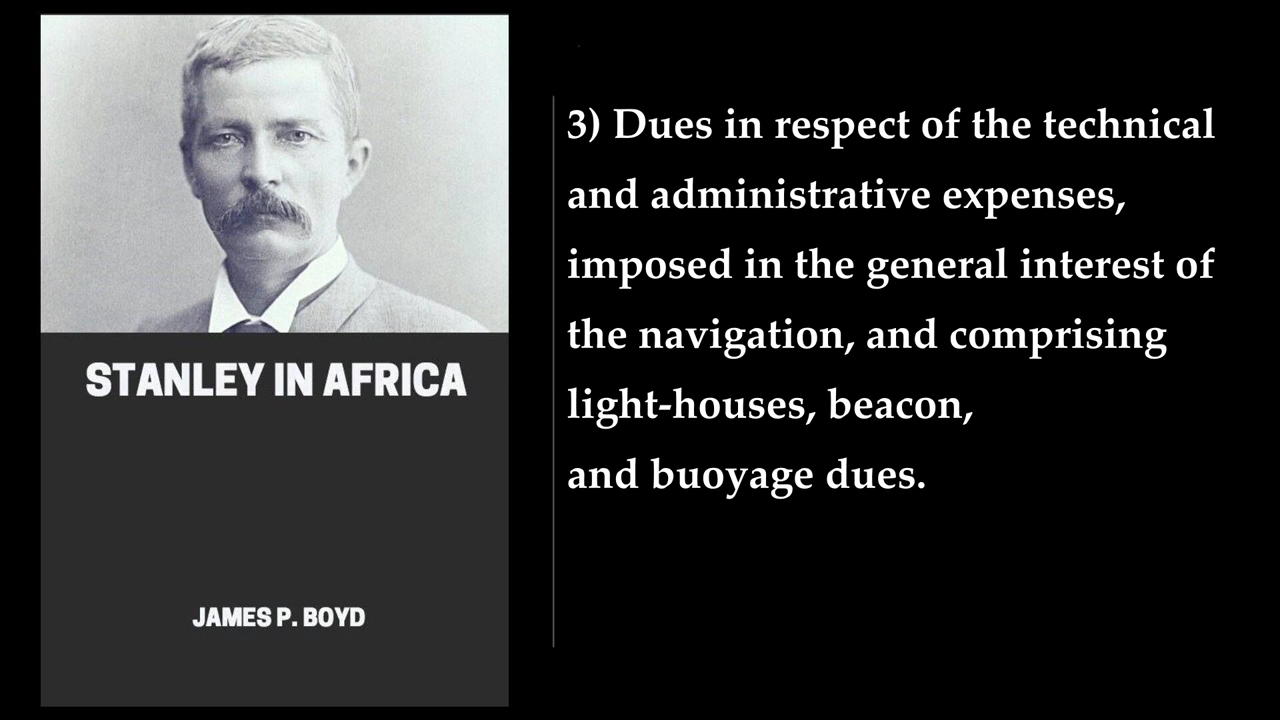 STANLEY IN AFRICA
JAMES P. BOYD
3) Dues in respect of the technical
and administrative expenses,
imposed in the general interest of
the navigation, and comprising
light-houses, beacon,
and buoyage dues.